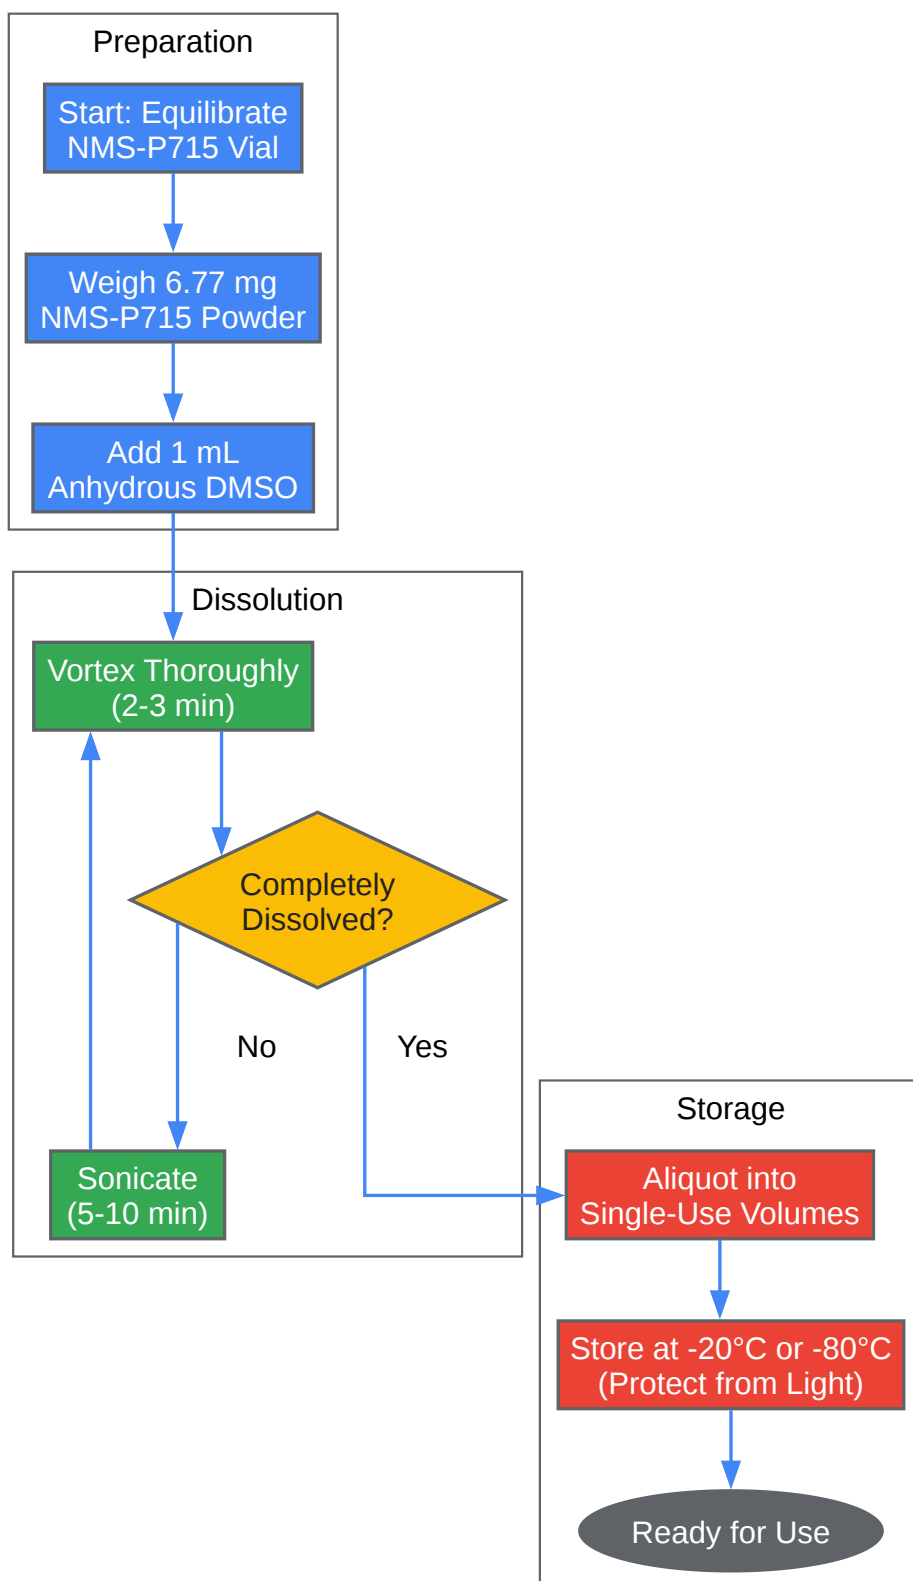 Preparation
Start: Equilibrate
NMS-P715 Vial
Weigh 6.77 mg
NMS-P715 Powder
Add 1 mL
Anhydrous DMSO
Dissolution
Vortex Thoroughly
(2-3 min)
Completely
Dissolved?
No
Yes
Sonicate
(5-10 min)
Storage
Aliquot into
Single-Use Volumes
Store at -20°C or -80°C
(Protect from Light)
Ready for Use